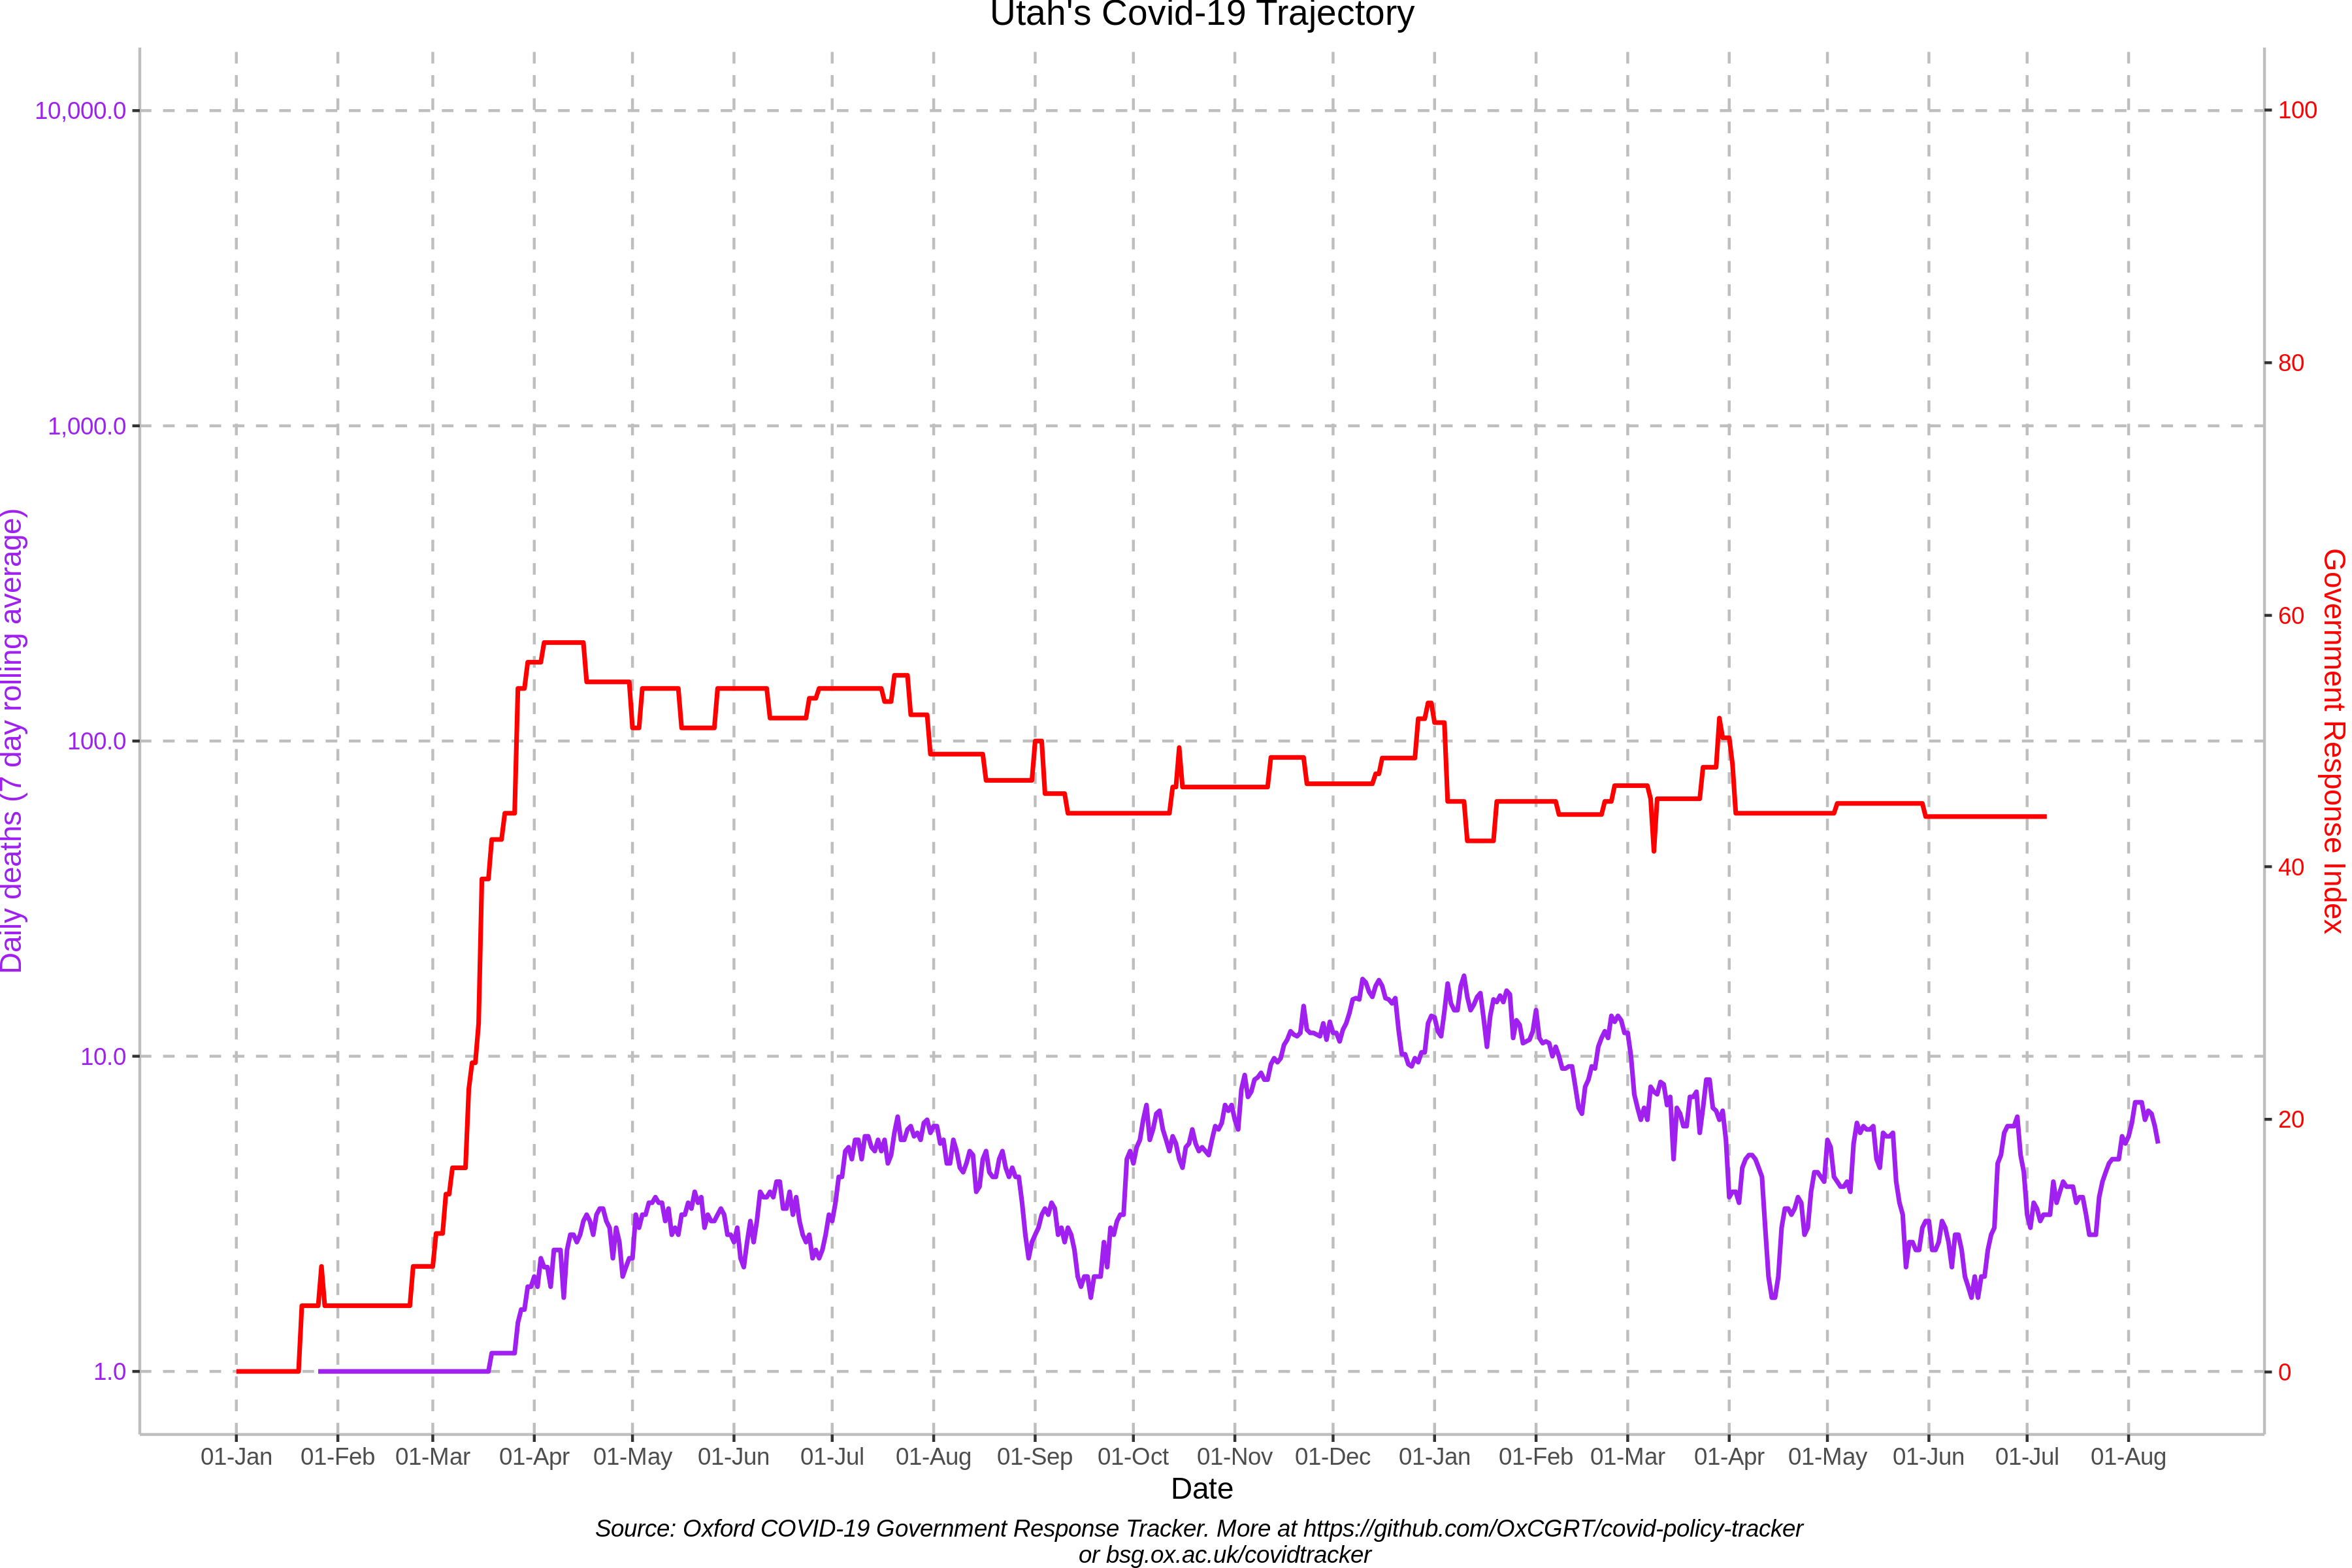 Utah's Covid-19 Trajectory
10,000.0
1,000.0
100.0
10.0
1.0
Daily deaths (7 day rolling average)
100
80
60
40
20
0
Government Response Index
01-Jan 01-Feb 01-Mar 01-Apr 01-May 01-Jun 01-Jul 01-Aug 01-Sep 01-Oct 01-Nov 01-Dec 01-Jan 01-Feb 01-Mar 01-Apr 01-May 01-Jun 01-Jul 01-Aug
Date
Source: Oxford COVID-19 Government Response Tracker. More at https://github.com/OxCGRT/covid-policy-tracker
or bsg.ox.ac.uk/covidtracker